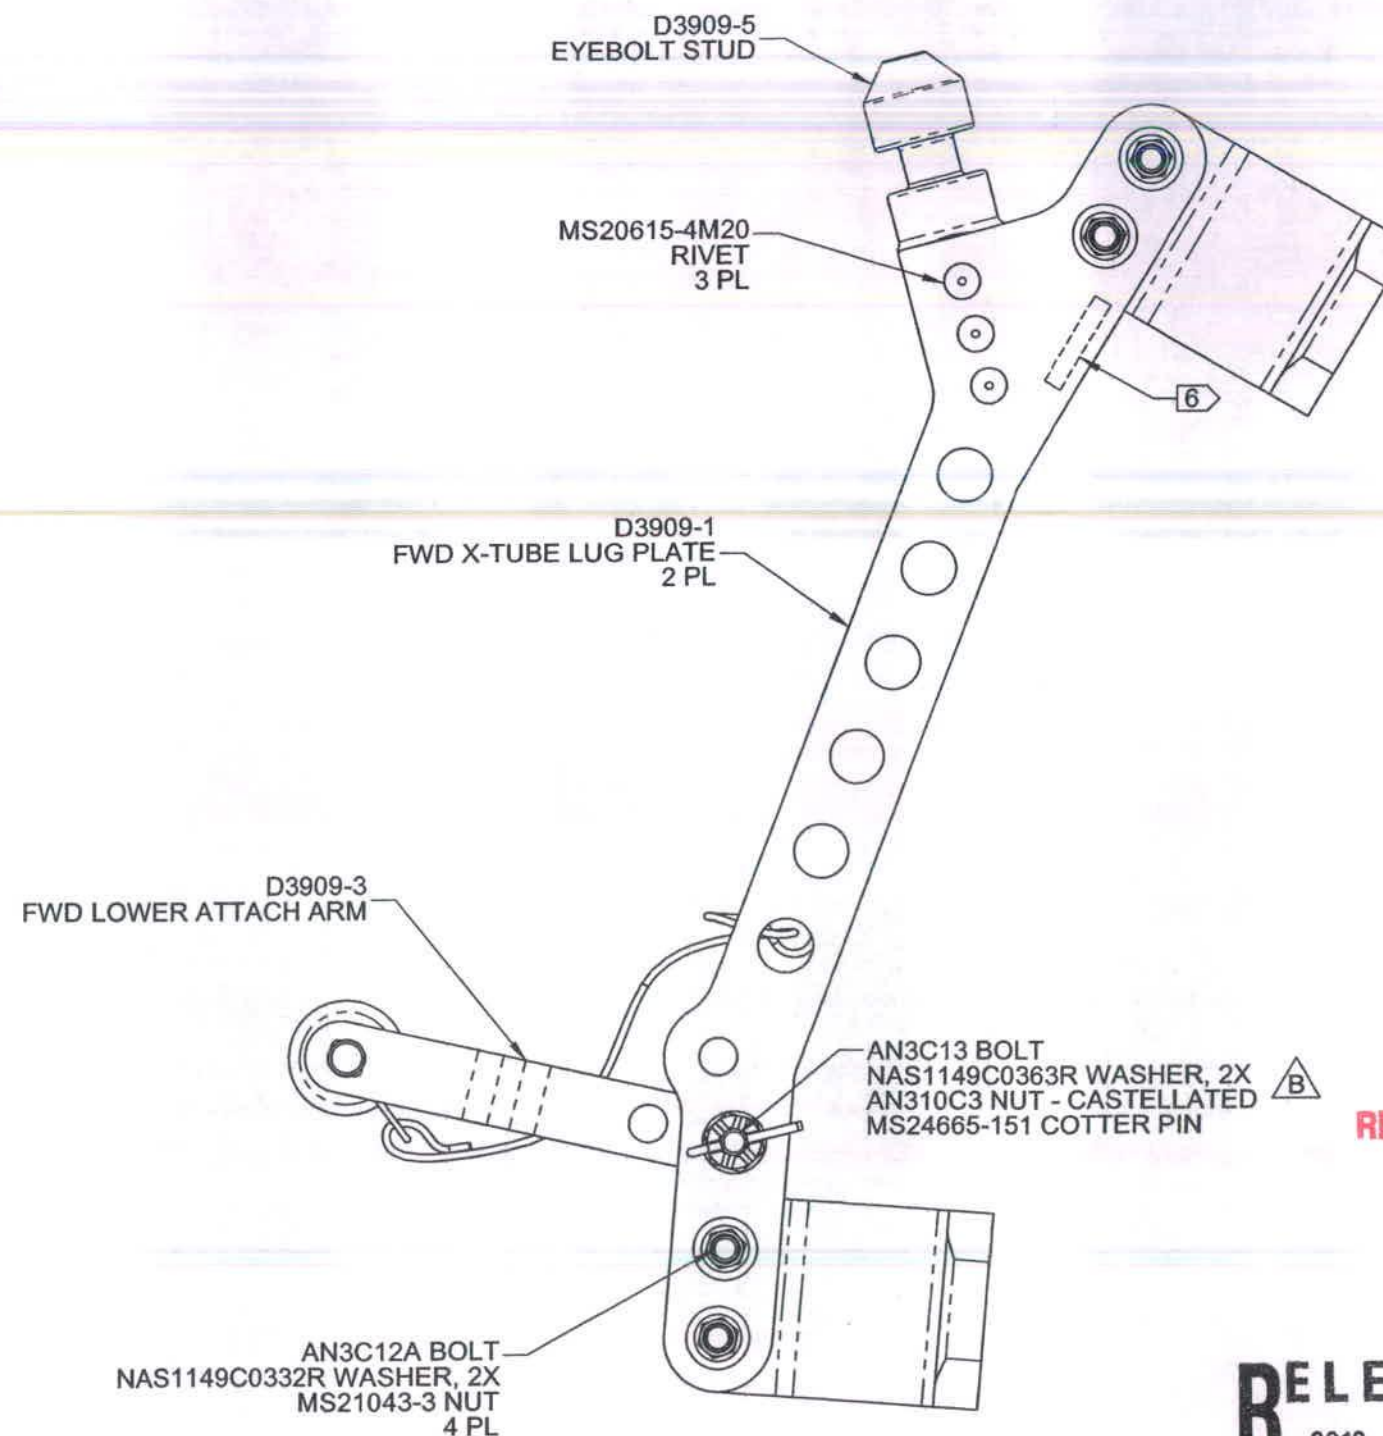 D3909-5
EYEBOLT STUD
MS20615-4M20
RIVET
3 PL
6
D3909-1
FWD X-TUBE LUG PLATE
2 PL
D3909-3
FWD LOWER ATTACH ARM
AN3C13 BOLT
NAS1149C0363R WASHER, 2X
AN310C3 NUT - CASTELLATED
MS24665-151 COTTER PIN
B
AN3C12A BOLT
NAS1149C0332R WASHER, 2X
MS21043-3 NUT
4 PL